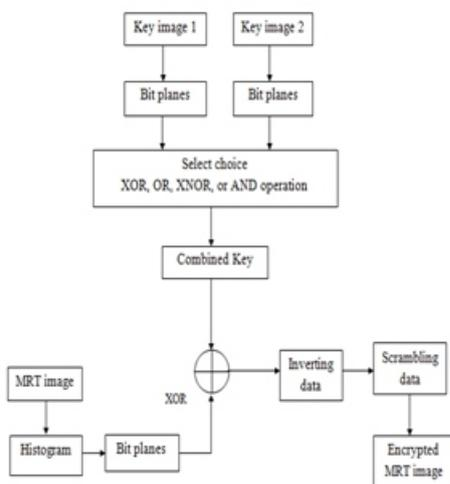 Key image 1
Key image 2
Bit planes
Bit planes
Select choice
XOR, OR, XNOR, or AND operation
Combined Key
XOR
MRT image
Histogram
Bit planes
Inverting
data
Scrambling
data
Encrypted
MRT image